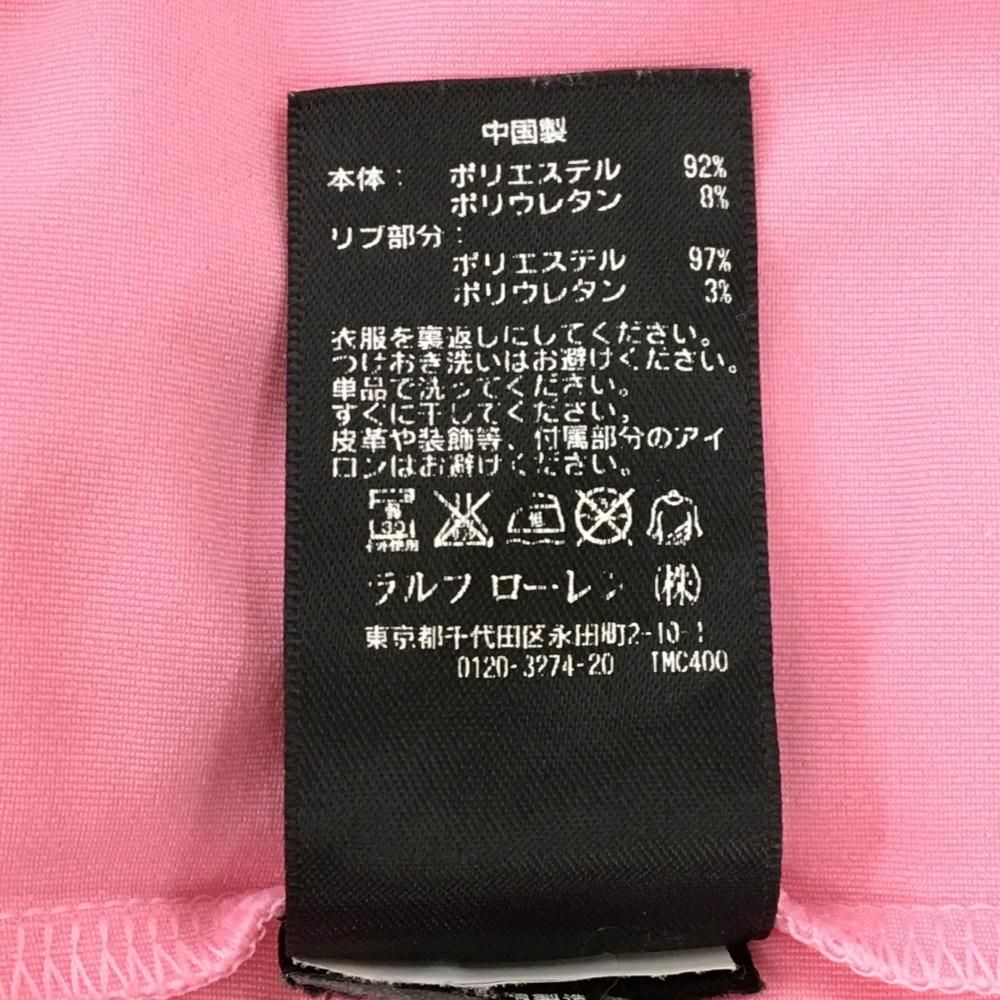 中国製
本体: ポリエステル 92%
ポリウレタン 8%
リブ部分:
ポリエステル 97%
ポリウレタン 3%
衣服を裏返しにしてください。
つけおき洗いはお避けください。
単品で洗ってください。
すぐに干してください。
皮革や装飾等、付属部分のアイ
ロンはお避けください。
ラルフ ローレン (株)
東京都千代田区永田町2-10-1
0120-3274-20 TMC400